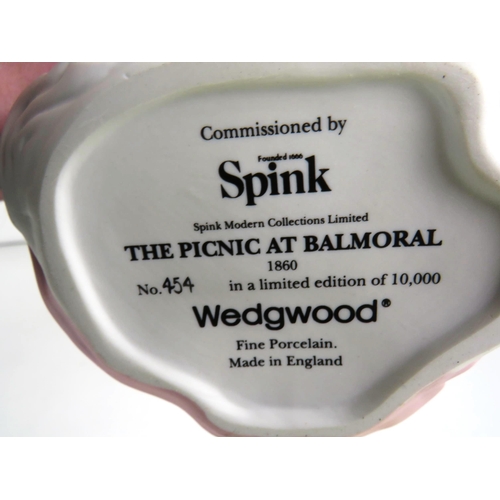 Commissioned by
Founded 1666
Spink
Spink Modern Collections Limited
THE PICNIC AT BALMORAL
1860
No. 454 in a limited edition of 10,000
Wedgwood®
Fine Porcelain.
Made in England